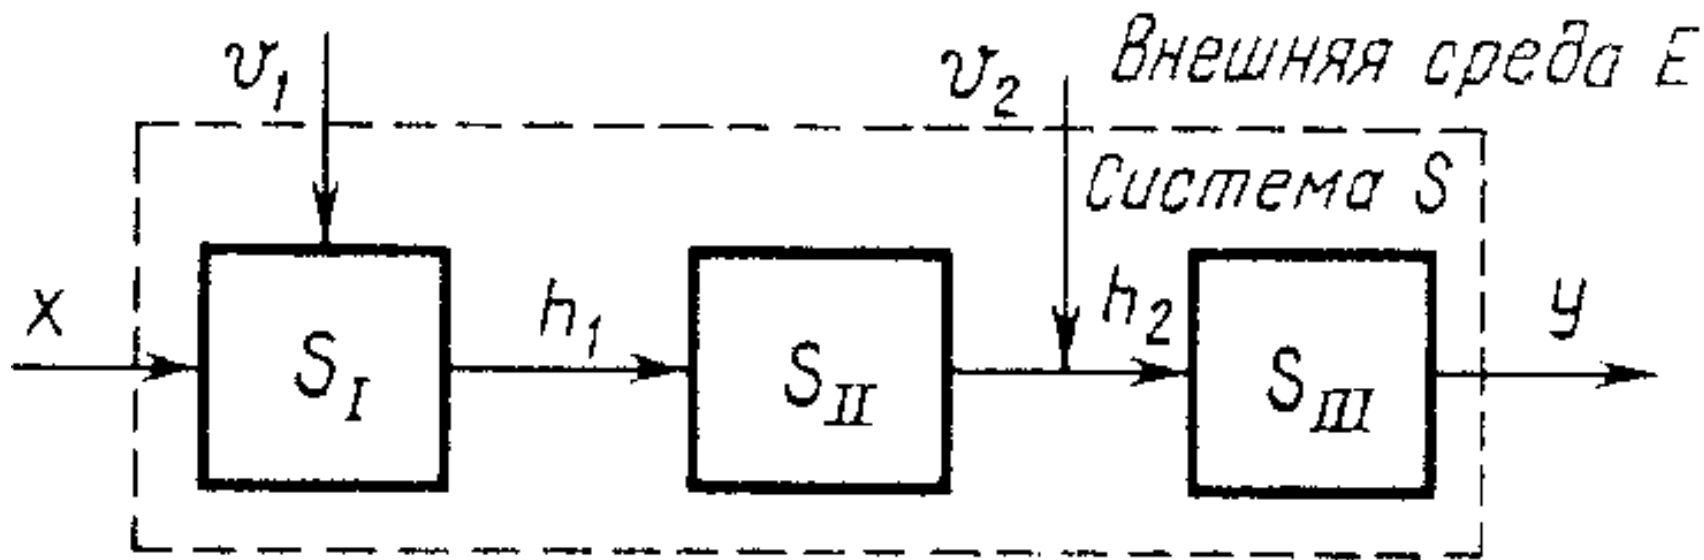 v₁
v₂
Внешняя среда E
Система S
x
S_I
h₁
S_II
h₂
S_III
y